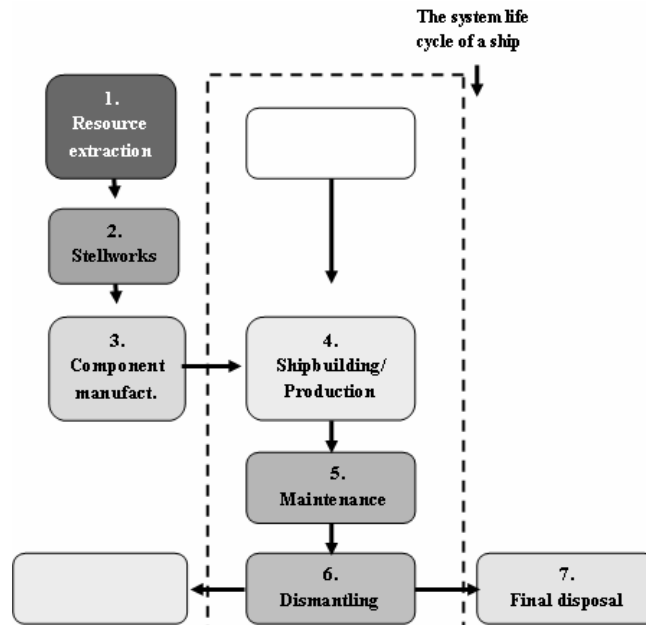 The system life
cycle of a ship
1.
Resource
extraction
2.
Stellworks
3.
Component
manufact.
4.
Shipbuilding/
Production
5.
Maintenance
6.
Dismantling
7.
Final disposal